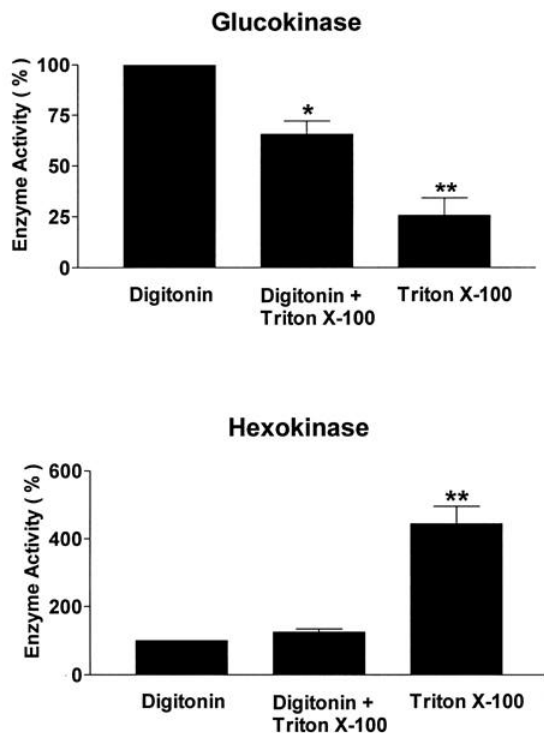 Glucokinase
Enzyme Activity ( % )
100
75
50
25
0
*
**
Digitonin
Digitonin +
Triton X-100
Triton X-100
Hexokinase
Enzyme Activity ( % )
600
400
200
0
**
Digitonin
Digitonin +
Triton X-100
Triton X-100